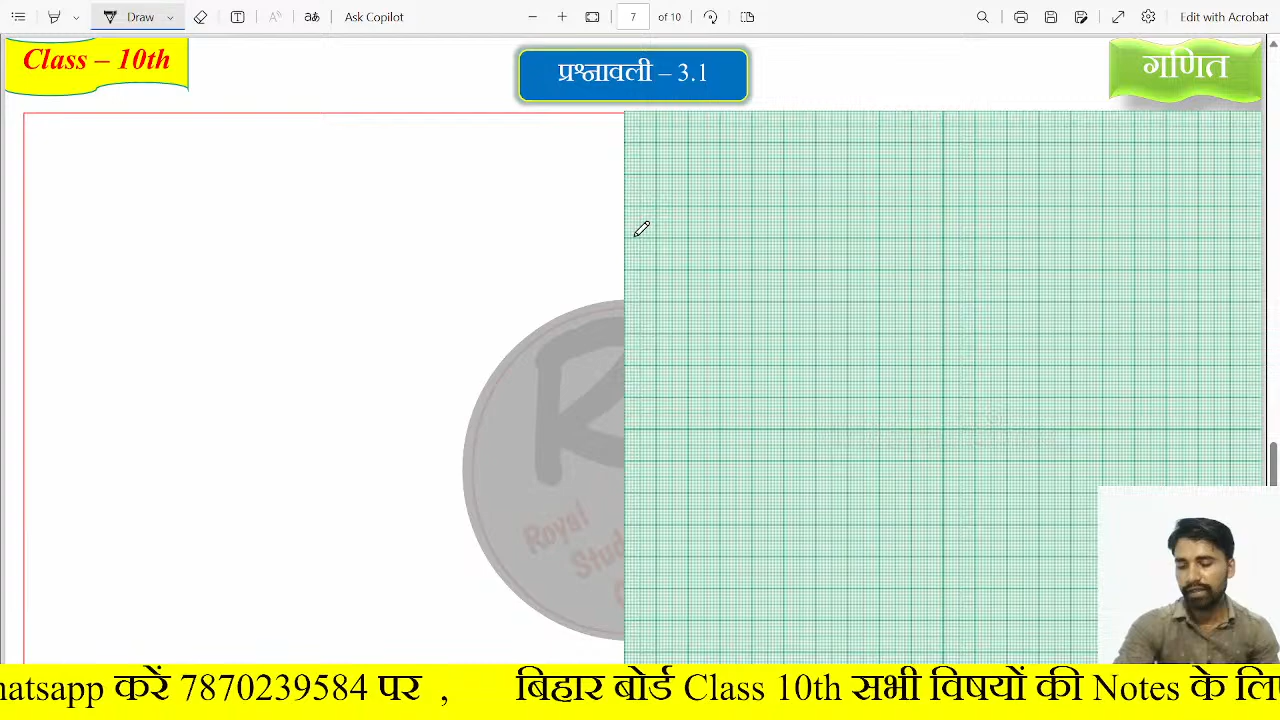 Draw Ask Copilot 7 of 10 Edit with Acrobat
Class – 10th
प्रश्नावली – 3.1
गणित
Royal
hatsapp करें 7870239584 पर , बिहार बोर्ड Class 10th सभी विषयों की Notes के लि